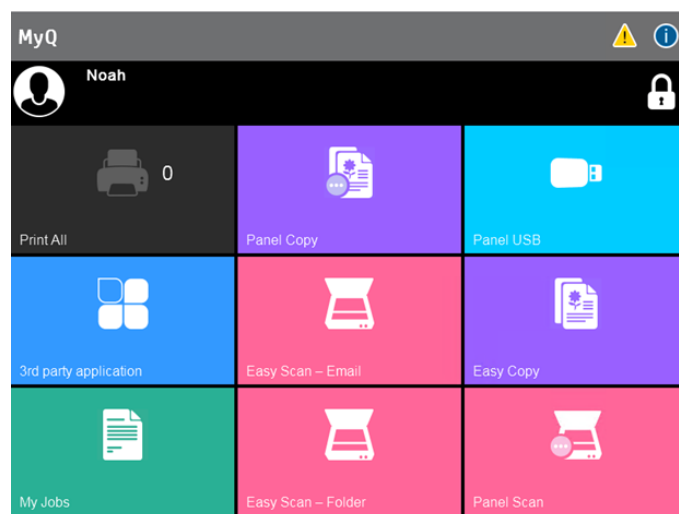 MyQ
Noah
0
Print All
Panel Copy
Panel USB
3rd party application
Easy Scan – Email
Easy Copy
My Jobs
Easy Scan – Folder
Panel Scan